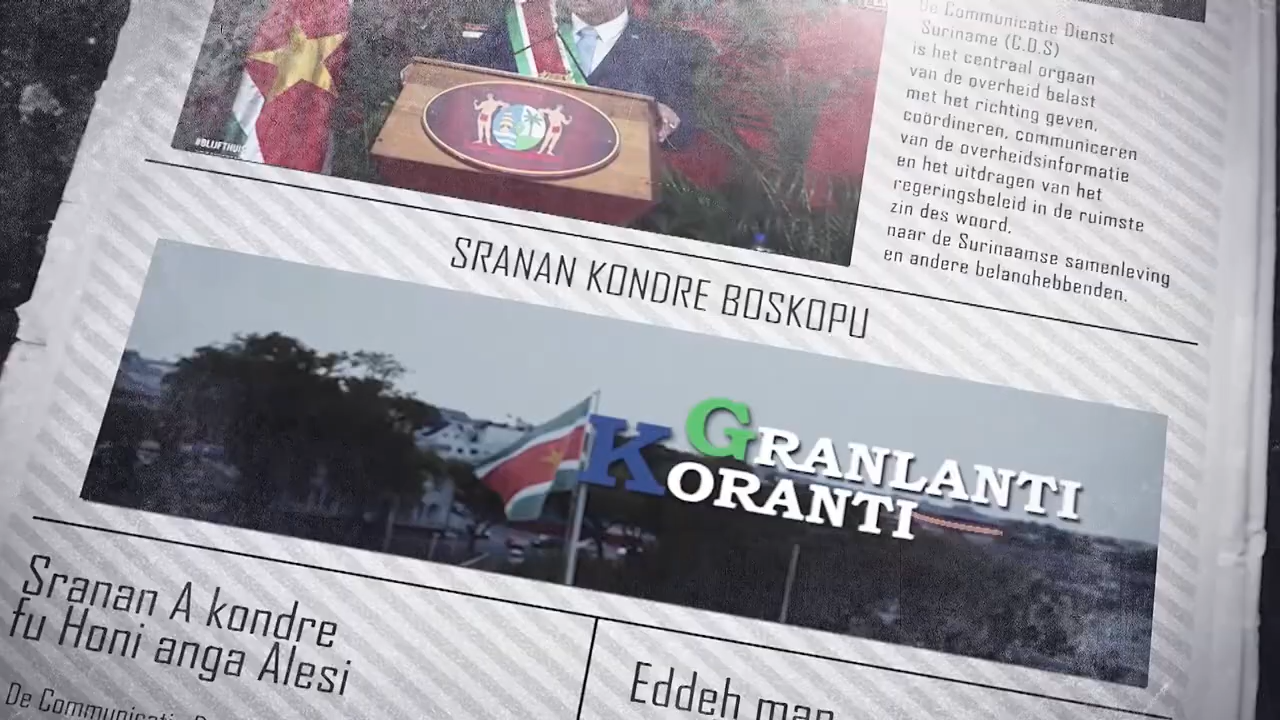 De Communicatie Dienst
Suriname (C.D.S)
is het centraal orgaan
van de overheid belast
met het richting geven,
coördineren, communiceren
van de overheidsinformatie
en het uitdragen van het
regeringsbeleid in de ruimste
zin des woord.
naar de Surinaamse samenleving
en andere belanghebbenden.
SRANAN KONDRE BOSKOPU
GRANLANTI
KORANTI
Sranan A kondre
fu Honi anga Alesi
De
Eddeh man